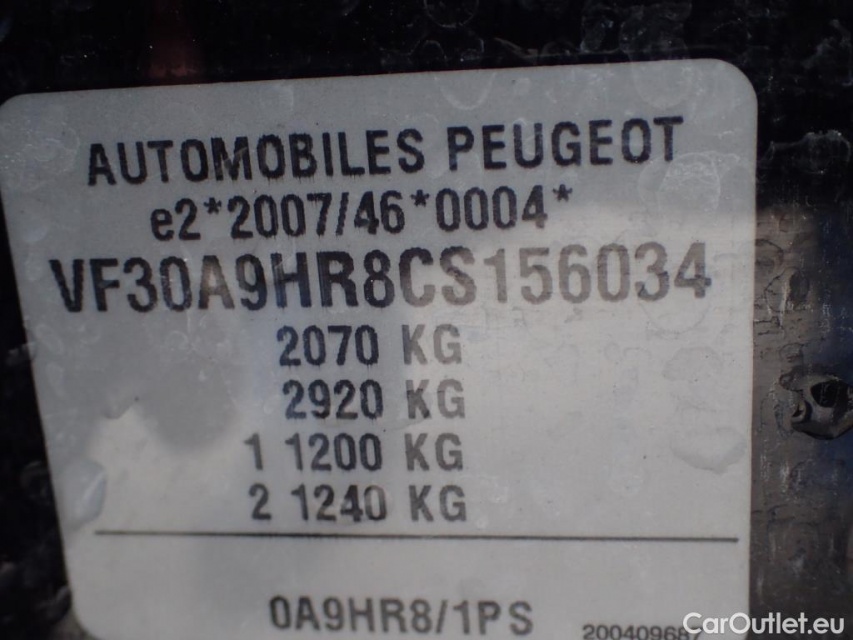 AUTOMOBILES PEUGEOT
e2*2007/46*0004*
VF30A9HR8CS156034
2070 KG
2920 KG
1 1200 KG
2 1240 KG
0A9HR8/1PS
CarOutlet.eu